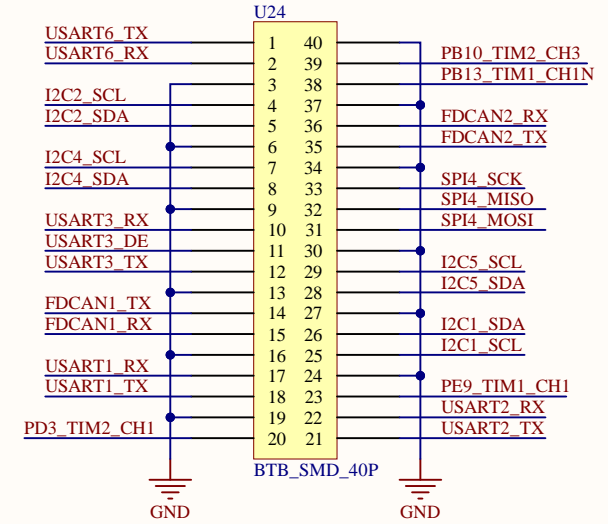 U24
USART6_TX 1 40
USART6_RX 2 39 PB10_TIM2_CH3
3 38 PB13_TIM1_CH1N
I2C2_SCL 4 37
I2C2_SDA 5 36 FDCAN2_RX
6 35 FDCAN2_TX
I2C4_SCL 7 34
I2C4_SDA 8 33 SPI4_SCK
9 32 SPI4_MISO
USART3_RX 10 31 SPI4_MOSI
USART3_DE 11 30
USART3_TX 12 29 I2C5_SCL
13 28 I2C5_SDA
FDCAN1_TX 14 27
FDCAN1_RX 15 26 I2C1_SDA
16 25 I2C1_SCL
USART1_RX 17 24
USART1_TX 18 23 PE9_TIM1_CH1
19 22 USART2_RX
PD3_TIM2_CH1 20 21 USART2_TX
BTB_SMD_40P
GND GND